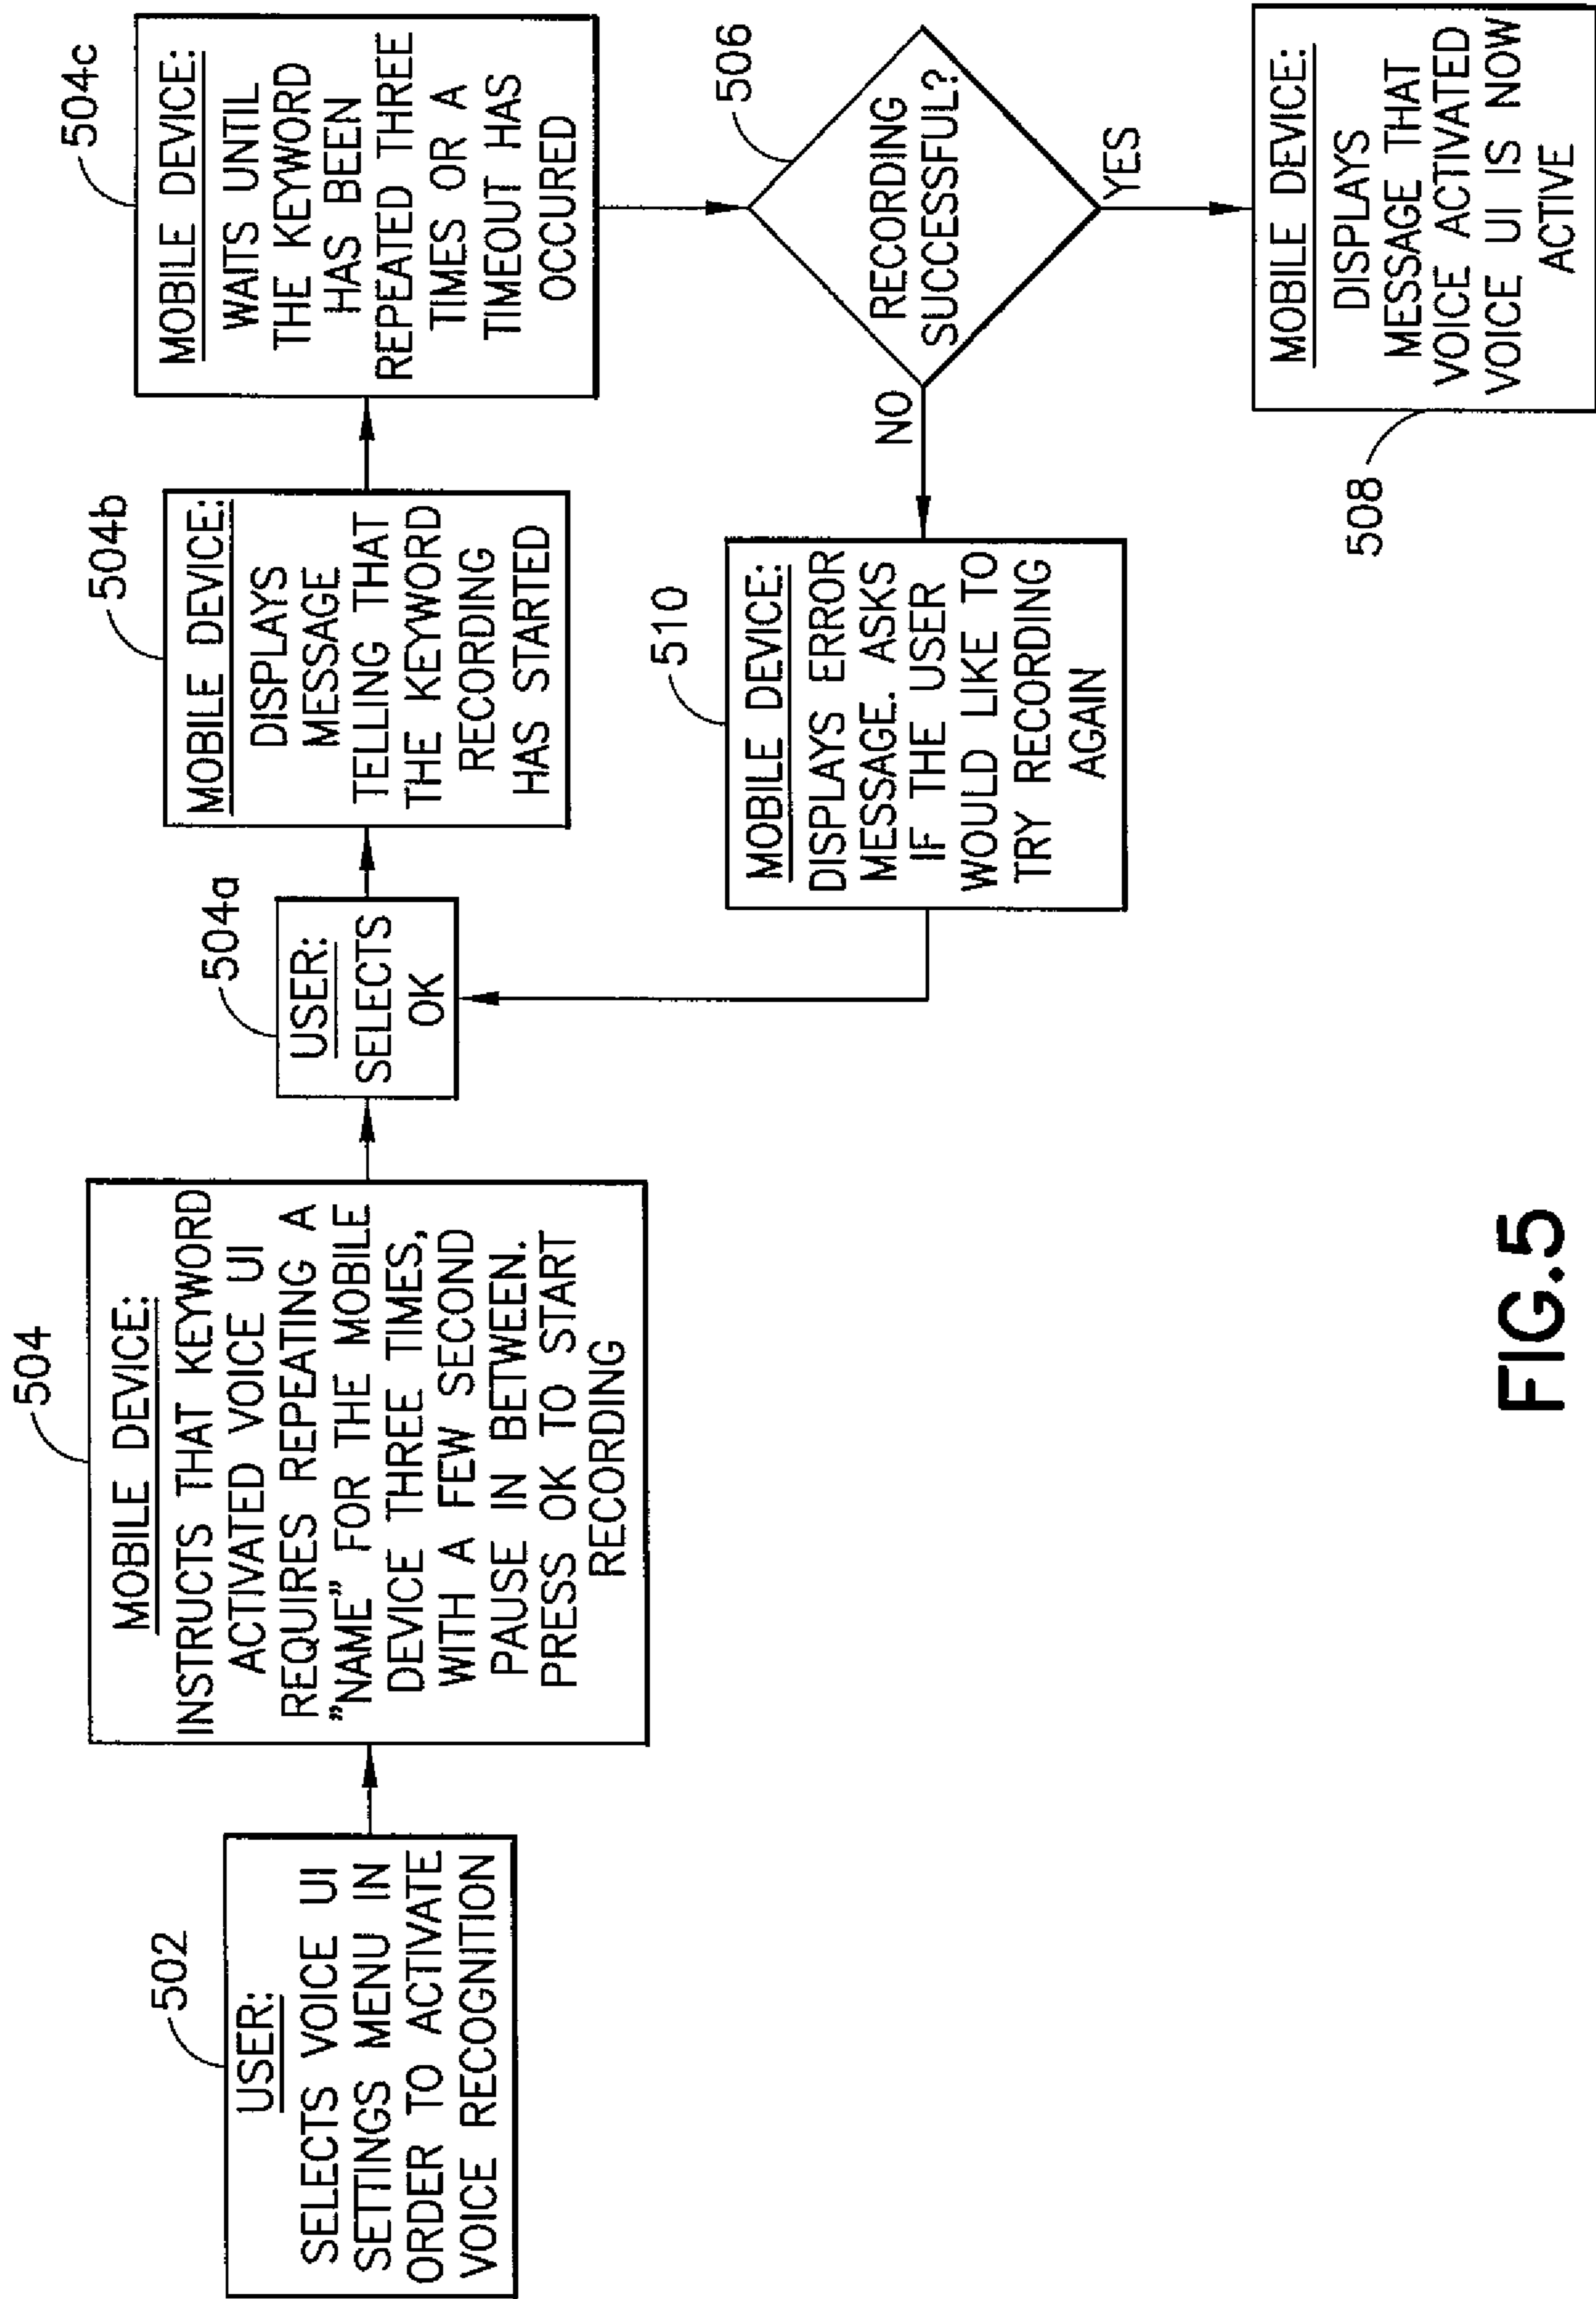 502
USER:
SELECTS VOICE UI
SETTINGS MENU IN
ORDER TO ACTIVATE
VOICE RECOGNITION
504
MOBILE DEVICE:
INSTRUCTS THAT KEYWORD
ACTIVATED VOICE UI
REQUIRES REPEATING A
"NAME" FOR THE MOBILE
DEVICE THREE TIMES,
WITH A FEW SECOND
PAUSE IN BETWEEN.
PRESS OK TO START
RECORDING
504a
USER:
SELECTS
OK
504b
MOBILE DEVICE:
DISPLAYS
MESSAGE
TELLING THAT
THE KEYWORD
RECORDING
HAS STARTED
504c
MOBILE DEVICE:
WAITS UNTIL
THE KEYWORD
HAS BEEN
REPEATED THREE
TIMES OR A
TIMEOUT HAS
OCCURED
506
RECORDING
SUCCESSFUL?
NO
YES
510
MOBILE DEVICE:
DISPLAYS ERROR
MESSAGE. ASKS
IF THE USER
WOULD LIKE TO
TRY RECORDING
AGAIN
508
MOBILE DEVICE:
DISPLAYS
MESSAGE THAT
VOICE ACTIVATED
VOICE UI IS NOW
ACTIVE
FIG.5